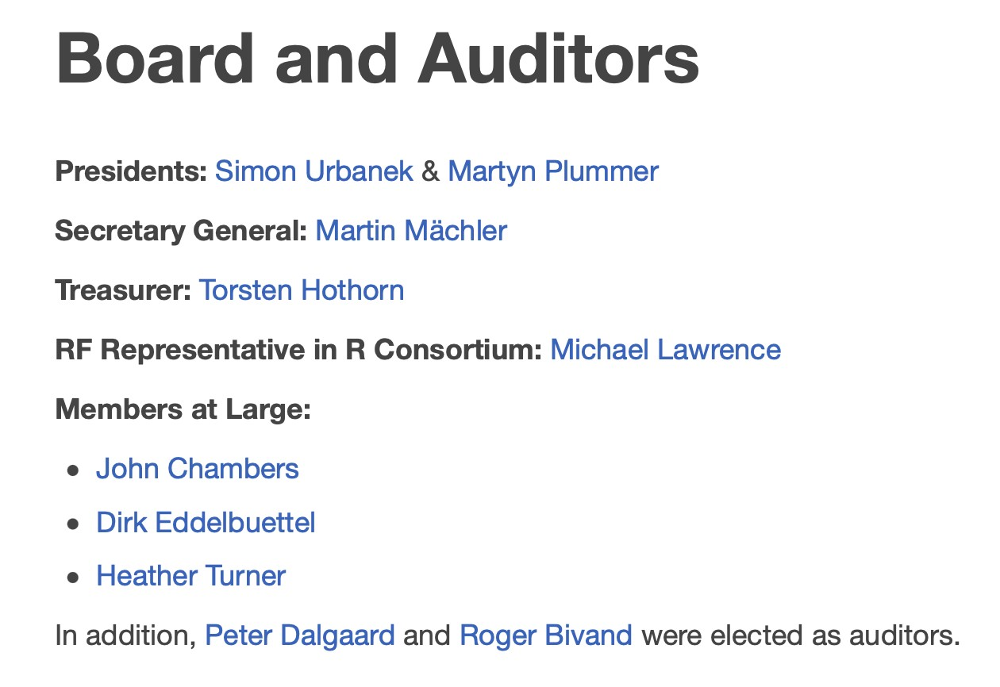 Board and Auditors
Presidents: Simon Urbanek & Martyn Plummer
Secretary General: Martin Mächler
Treasurer: Torsten Hothorn
RF Representative in R Consortium: Michael Lawrence
Members at Large:
• John Chambers
• Dirk Eddelbuettel
• Heather Turner
In addition, Peter Dalgaard and Roger Bivand were elected as auditors.